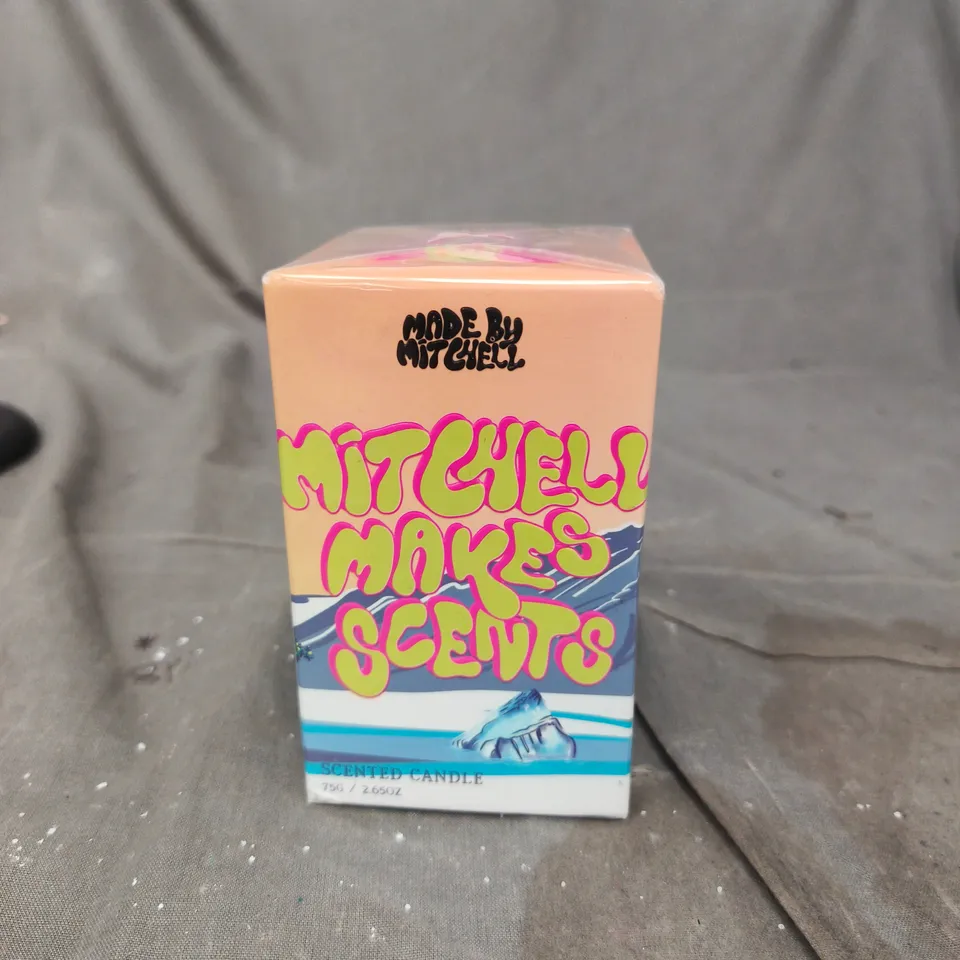 MADE BY
MITCHELL
MITCHELL
MAKES
SCENTS
SCENTED CANDLE
75G / 2.65OZ